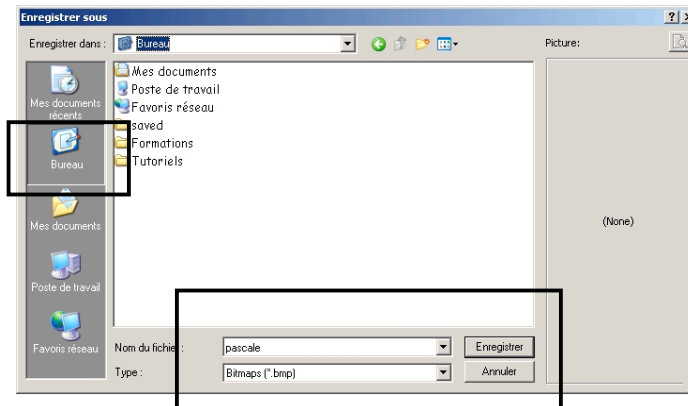 Enregistrer sous
Enregistrer dans : Bureau Picture:
Mes documents récents
Bureau
Mes documents
Poste de travail
Favoris réseau
Mes documents
Poste de travail
Favoris réseau
saved
Formations
Tutoriels
(None)
Nom du fichier : pascale Enregistrer
Type : Bitmaps (*.bmp) Annuler